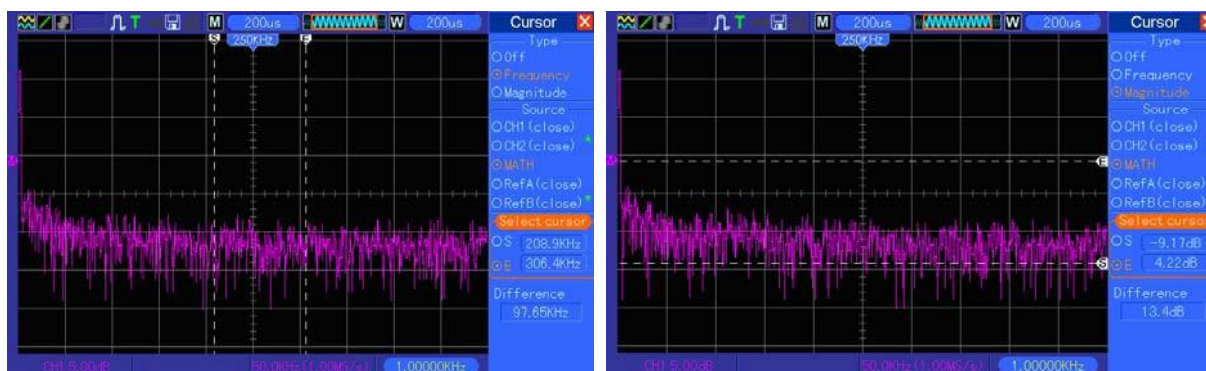 T M 200us W 200us Cursor
S 250KHz E
Type
Off
Frequency
Magnitude
Source
CH1(close)
CH2(close)
MATH
RefA(close)
RefB(close)
Select cursor
S 208.9KHz
E 306.4KHz
Difference
97.65KHz
CH1 5.00dB 50.0KHz(1.00MS/s) 1.00000KHz
T M 200us W 200us Cursor
250KHz
Type
Off
Frequency
Magnitude
Source
CH1(close)
CH2(close)
E MATH
RefA(close)
RefB(close)
Select cursor
S -9.17dB
S E 4.22dB
Difference
13.4dB
CH1 5.00dB 50.0KHz(1.00MS/s) 1.00000KHz